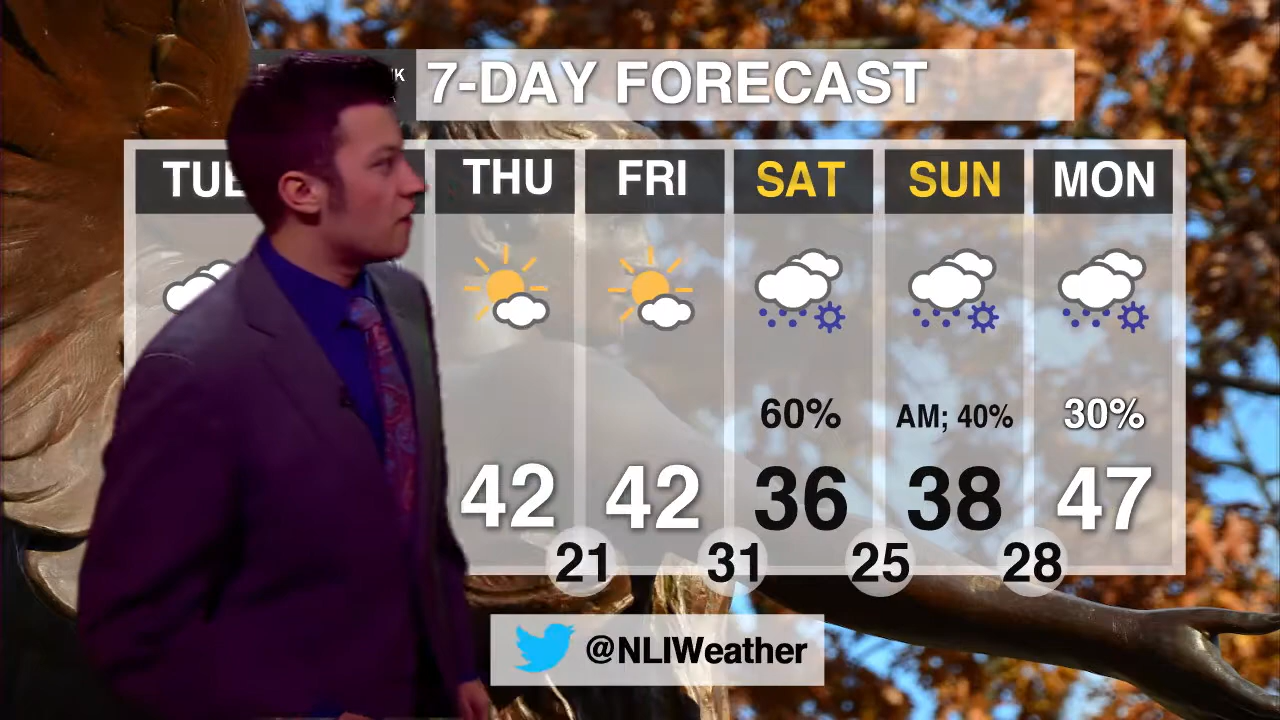 7-DAY FORECAST
THU FRI SAT SUN MON
60% AM; 40% 30%
42 42 36 38 47
21 31 25 28
@NLIWeather